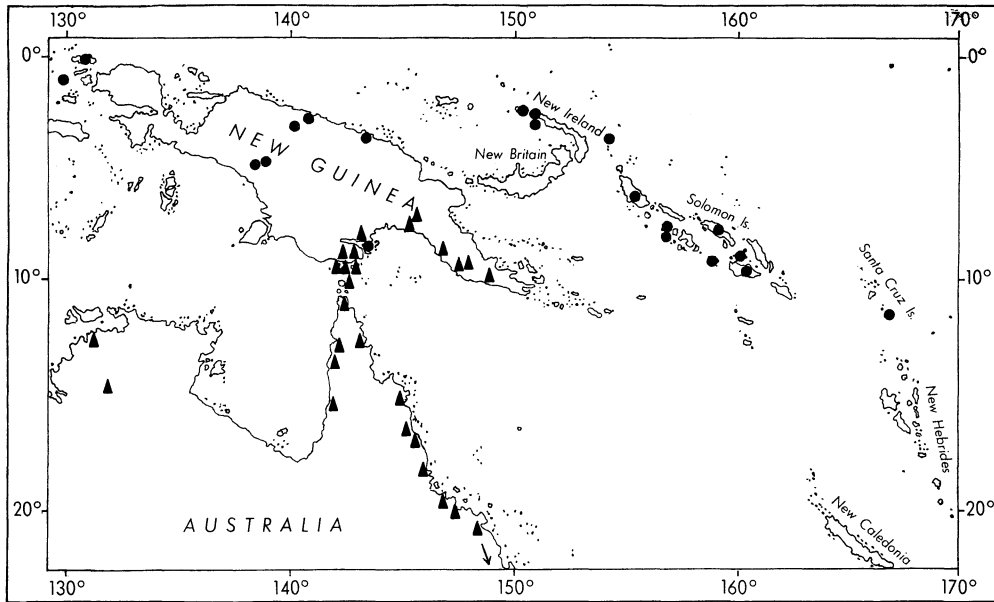 130° 140° 150° 160° 170°
0° 0°
New Ireland
NEW GUINEA
New Britain
Solomon Is.
10° 10°
Santa Cruz Is.
New Hebrides
20° 20°
AUSTRALIA
New Caledonia
130° 140° 150° 160° 170°